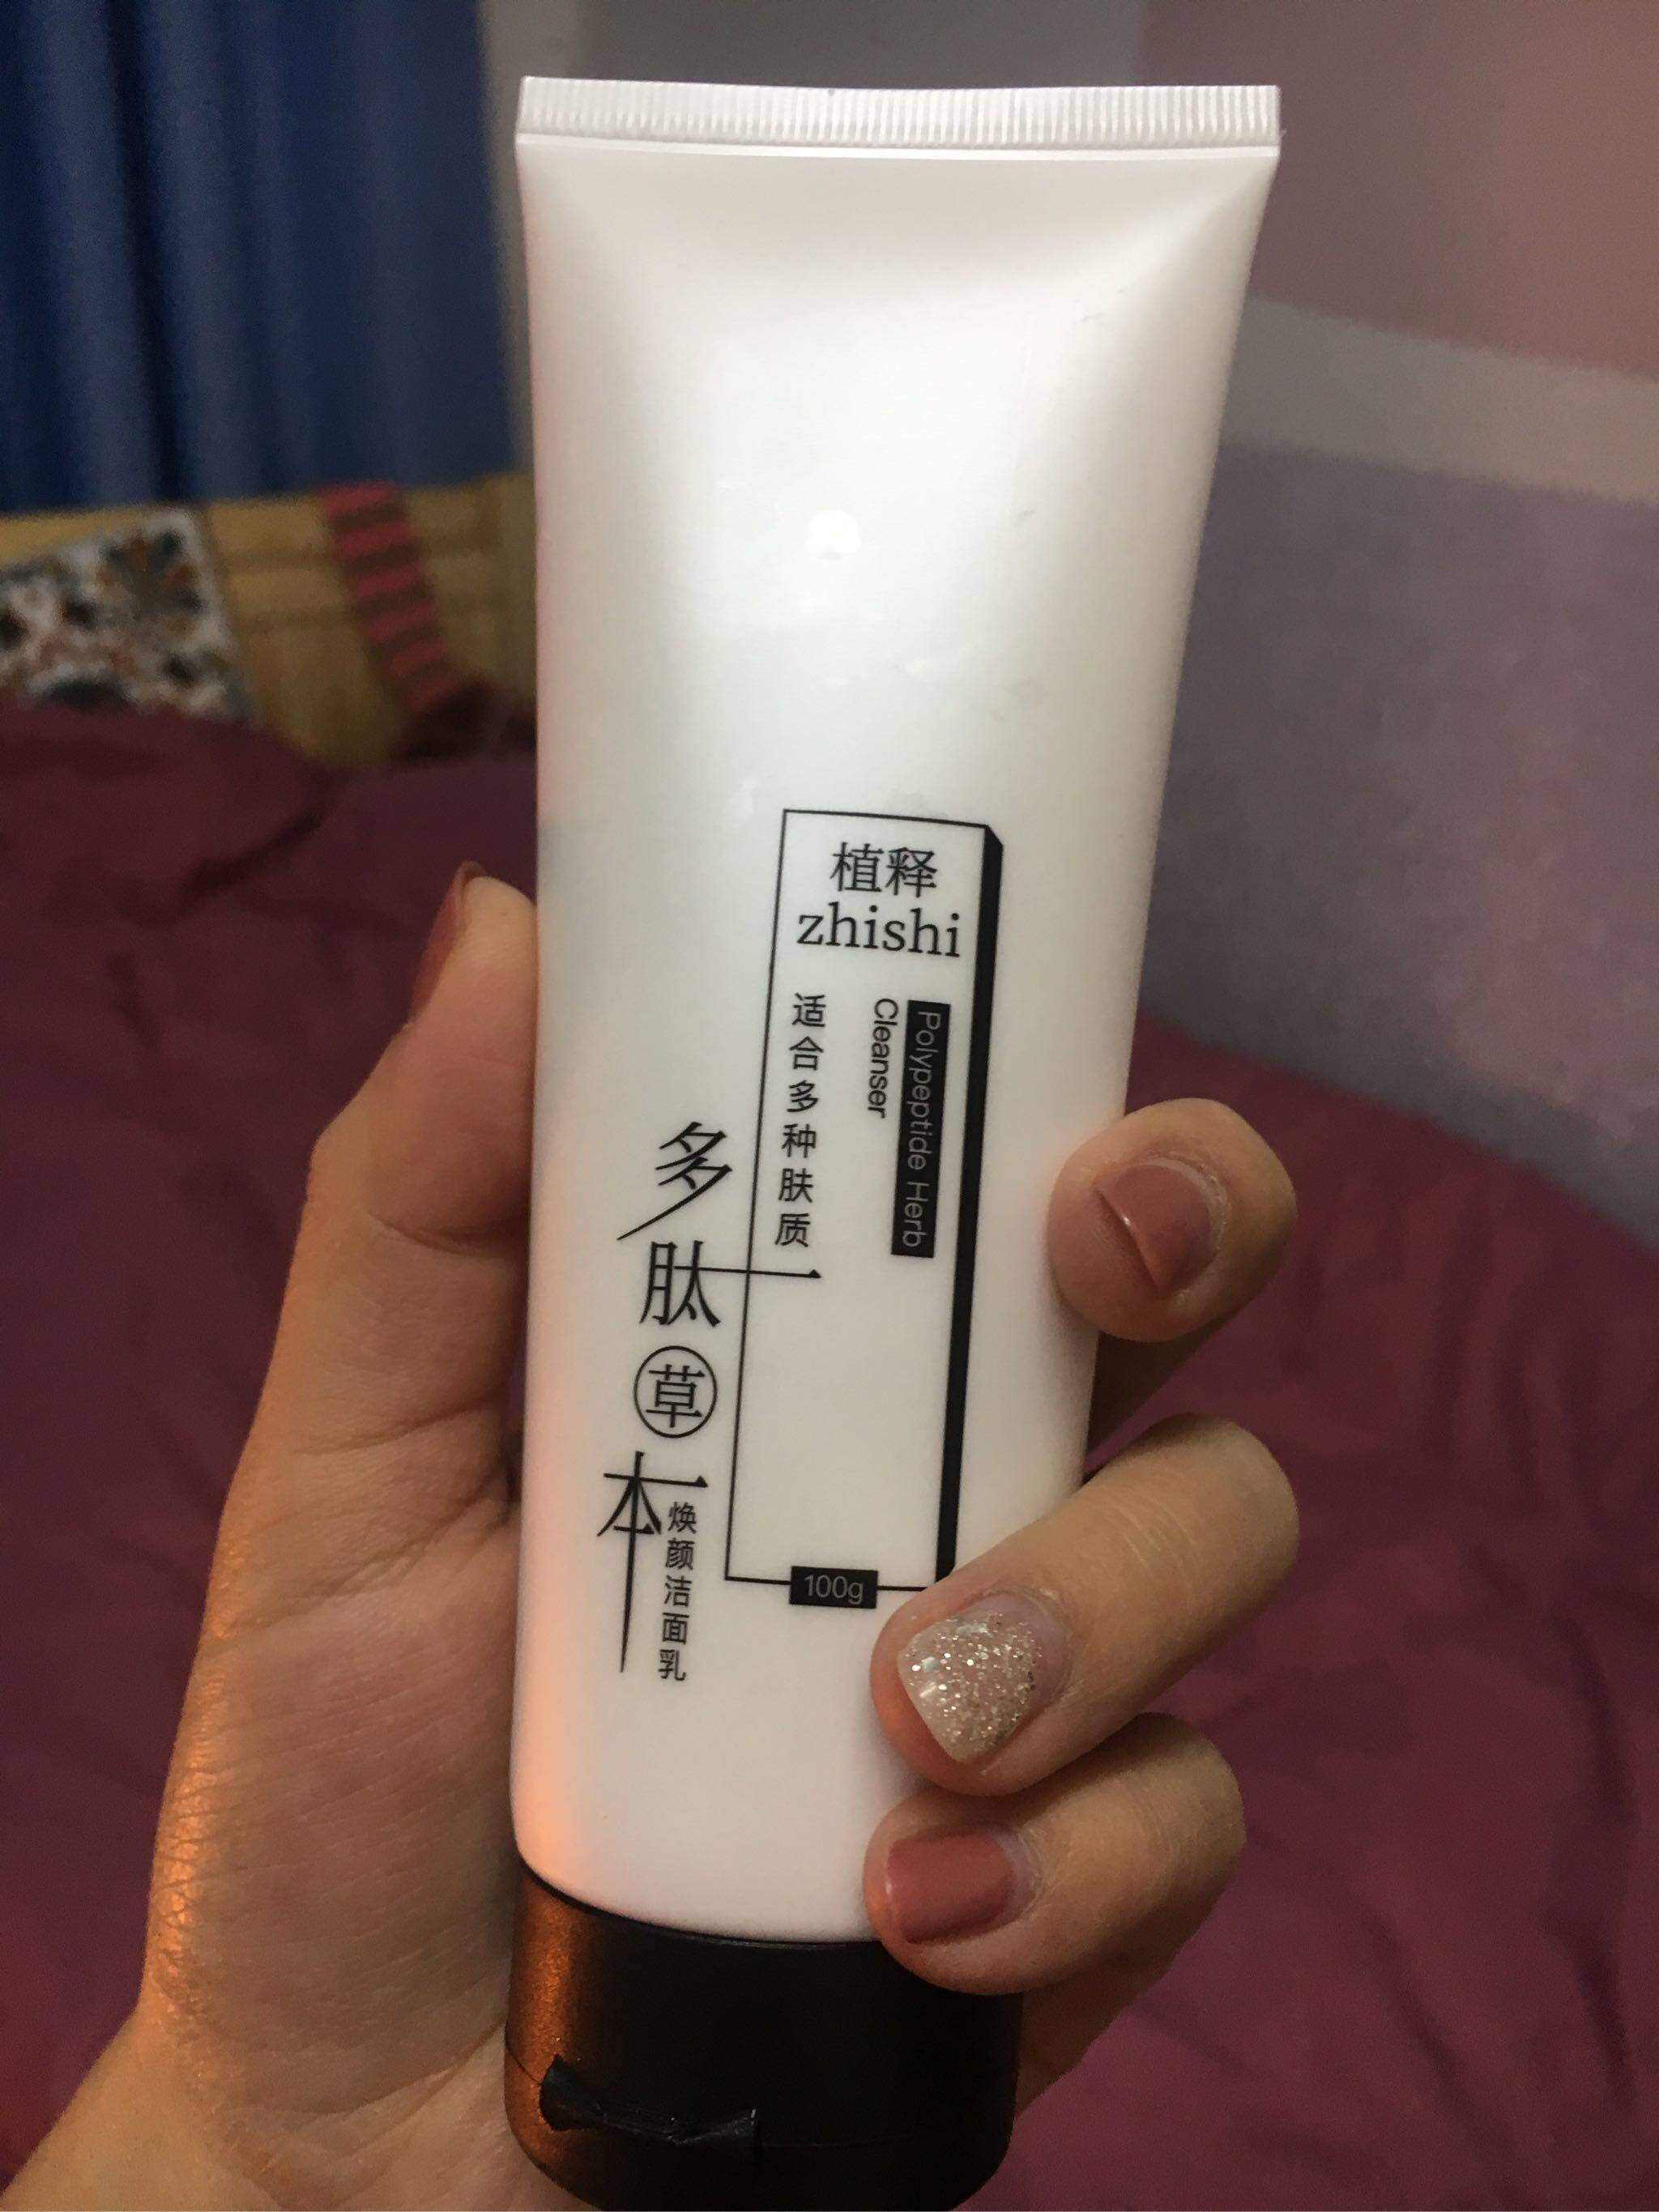 植释
zhishi
Polypeptide Herb
Cleanser
适合多种肤质
多肽草本
焕颜洁面乳
100g